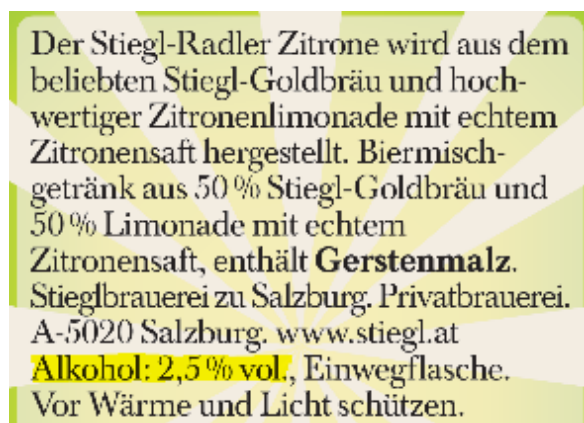 Der Stiegl-Radler Zitrone wird aus dem
beliebten Stiegl-Goldbräu und hoch-
wertiger Zitronenlimonade mit echtem
Zitronensaft hergestellt. Biermisch-
getränk aus 50 % Stiegl-Goldbräu und
50 % Limonade mit echtem
Zitronensaft, enthält Gerstenmalz.
Stieglbrauerei zu Salzburg. Privatbrauerei.
A-5020 Salzburg. www.stiegl.at
Alkohol: 2,5 % vol., Einwegflasche.
Vor Wärme und Licht schützen.